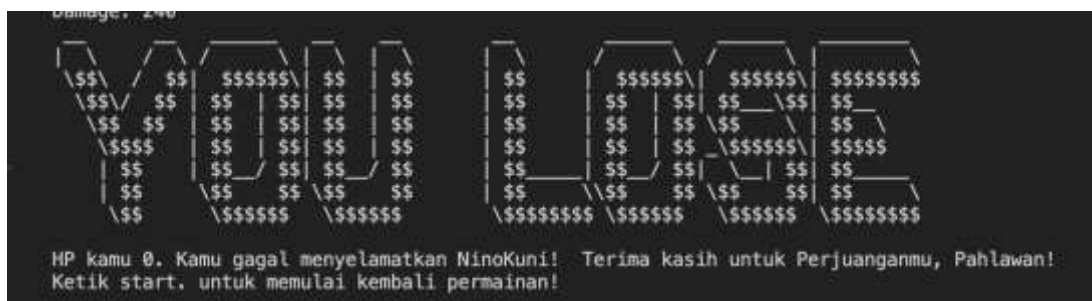 Damage: 240
YOU LOSE
HP kamu 0. Kamu gagal menyelamatkan NinoKuni! Terima kasih untuk Perjuanganmu, Pahlawan!
Ketik start. untuk memulai kembali permainan!